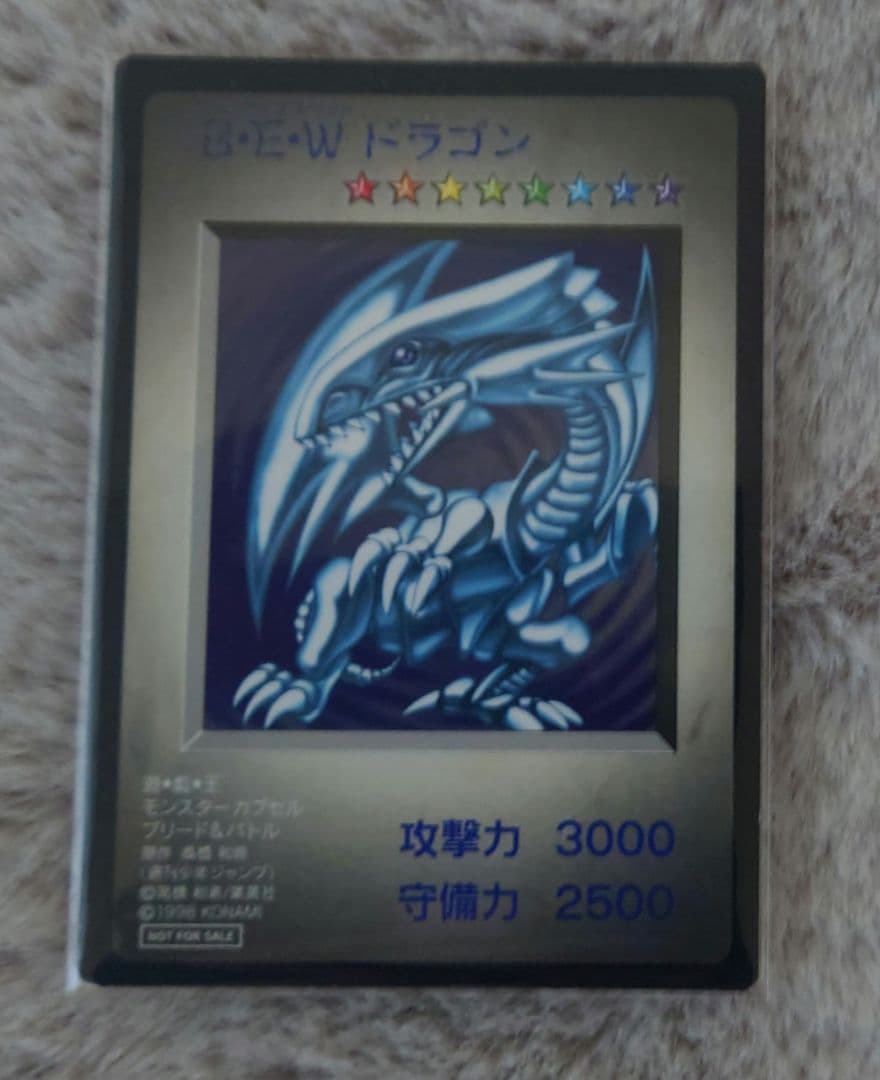 B・E・W ドラゴン
遊★戯★王
モンスターカプセル
ブリード&バトル
原作 高橋 和希
(週刊少年ジャンプ)
©高橋 和希/集英社
©1998 KONAMI
NOT FOR SALE
攻撃力 3000
守備力 2500